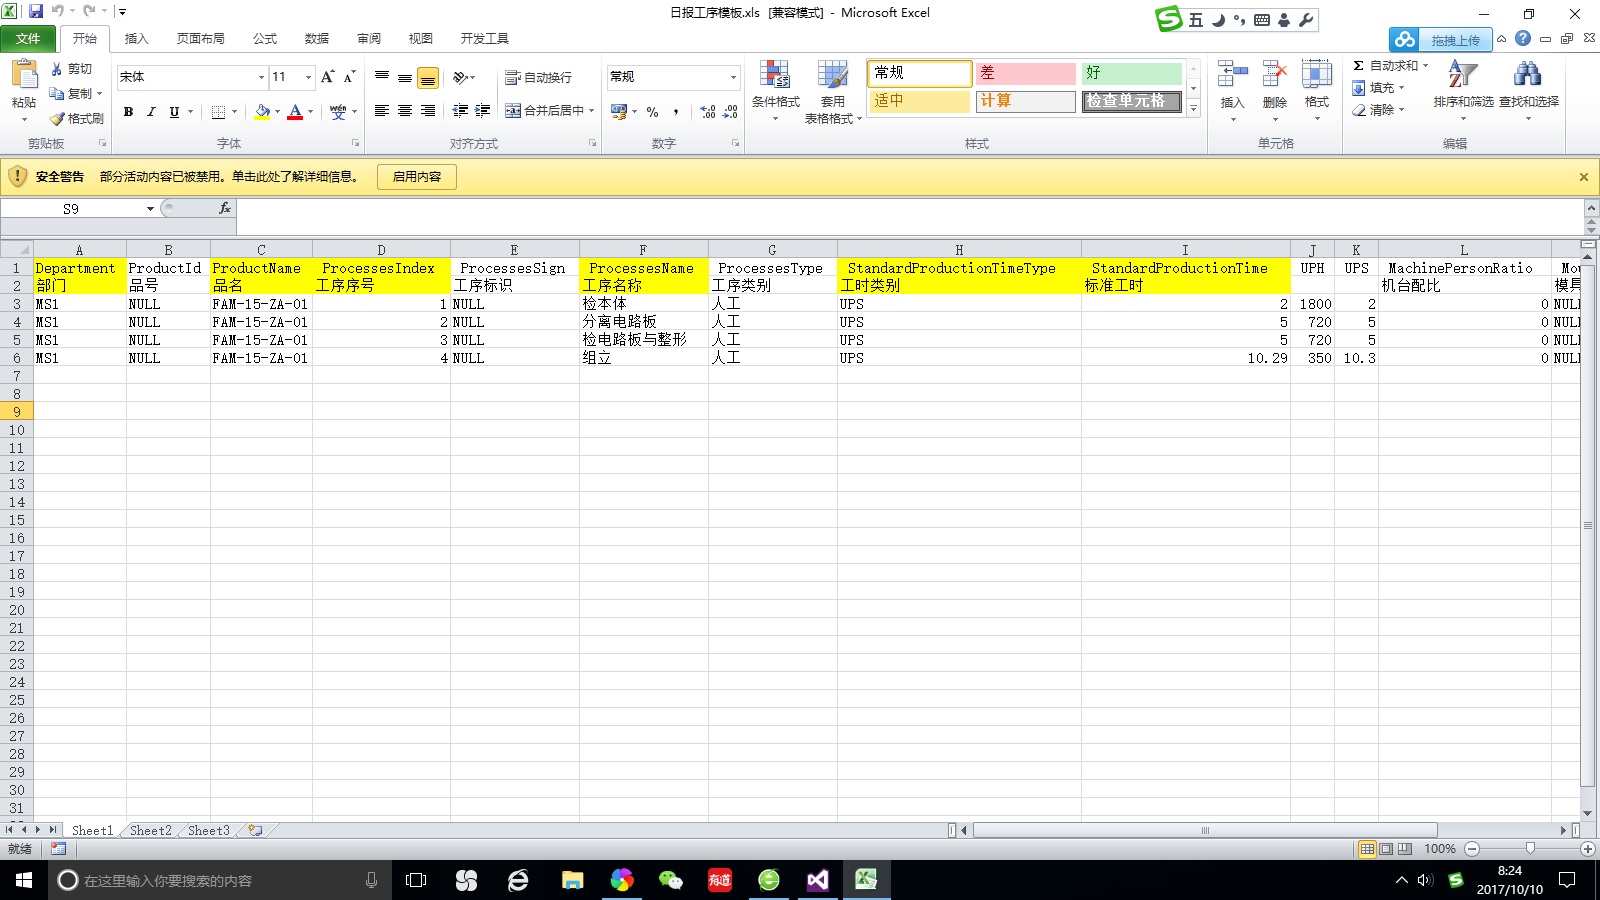 日报工序模板.xls [兼容模式] - Microsoft Excel
五
文件 开始 插入 页面布局 公式 数据 审阅 视图 开发工具
拖拽上传
粘贴 剪切 复制 格式刷 剪贴板
宋体 11 B I U 字体
自动换行 合并后居中 对齐方式
常规 % 数字
条件格式 套用 表格格式
常规 差 好
适中 计算 检查单元格
样式
插入 删除 格式 单元格
Σ 自动求和 填充 清除 排序和筛选 查找和选择 编辑
安全警告 部分活动内容已被禁用。单击此处了解详细信息。 启用内容
S9 fx
A B C D E F G H I J K L
1 Department ProductId ProductName ProcessesIndex ProcessesSign ProcessesName ProcessesType StandardProductionTimeType StandardProductionTime UPH UPS MachinePersonRatio Mou
2 部门 品号 品名 工序序号 工序标识 工序名称 工序类别 工时类别 标准工时 机台配比 模具
3 MS1 NULL FAM-15-ZA-01 1 NULL 检本体 人工 UPS 2 1800 2 0 NULL
4 MS1 NULL FAM-15-ZA-01 2 NULL 分离电路板 人工 UPS 5 720 5 0 NULL
5 MS1 NULL FAM-15-ZA-01 3 NULL 检电路板与整形 人工 UPS 5 720 5 0 NULL
6 MS1 NULL FAM-15-ZA-01 4 NULL 组立 人工 UPS 10.29 350 10.3 0 NULL
7
8
9
10
11
12
13
14
15
16
17
18
19
20
21
22
23
24
25
26
27
28
29
30
31
Sheet1 Sheet2 Sheet3
就绪 100%
在这里输入你要搜索的内容
有道
8:24
2017/10/10